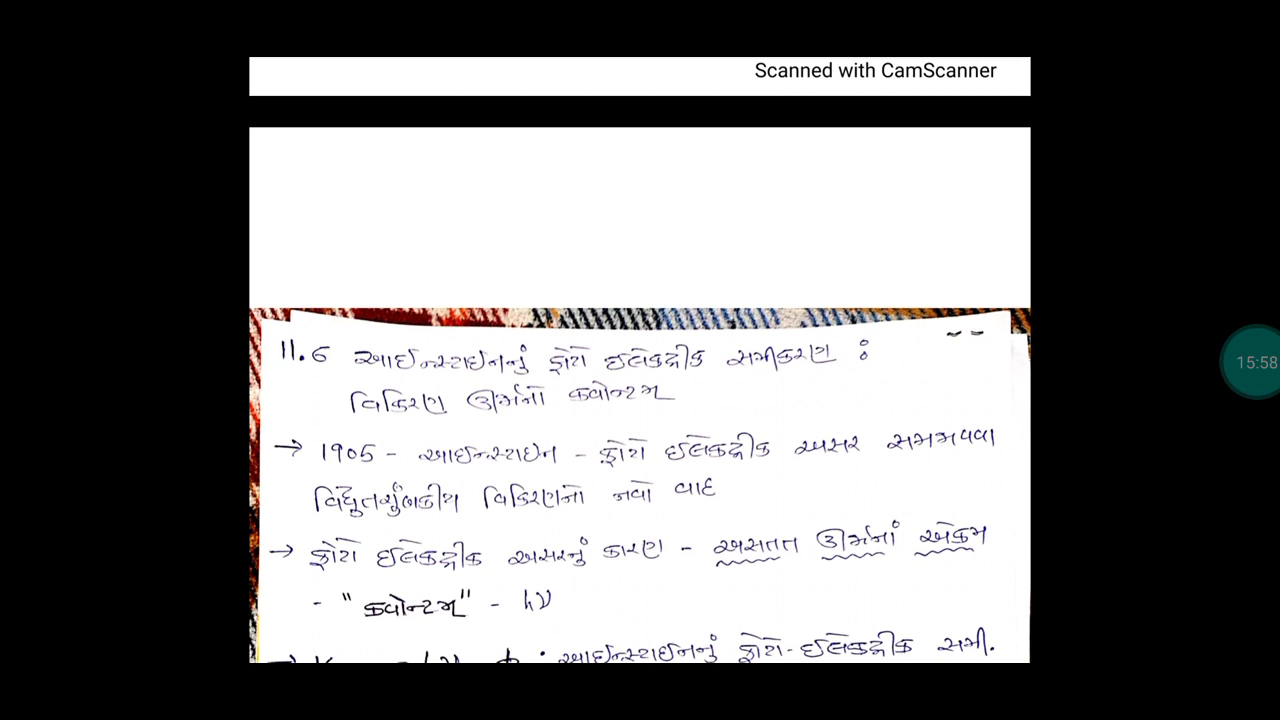 Scanned with CamScanner
11.6 આઈન્સ્ટાઈનનું ફોટો ઈલેક્ટ્રીક સમીકરણ :
વિકિરણ ઊર્જાનો ક્વોન્ટમ
→ 1905 - આઈન્સ્ટાઈન - ફોટો ઈલેક્ટ્રીક અસર સમજાવવા
વિદ્યુતચુંબકીય વિકિરણનો નવો વાદ
→ ફોટો ઈલેક્ટ્રીક અસરનું કારણ - અસતત ઊર્જાનાં એકમ
- "ક્વોન્ટમ" - hν
: આઈન્સ્ટાઈનનું ફોટો-ઈલેક્ટ્રીક સમી.
15:58